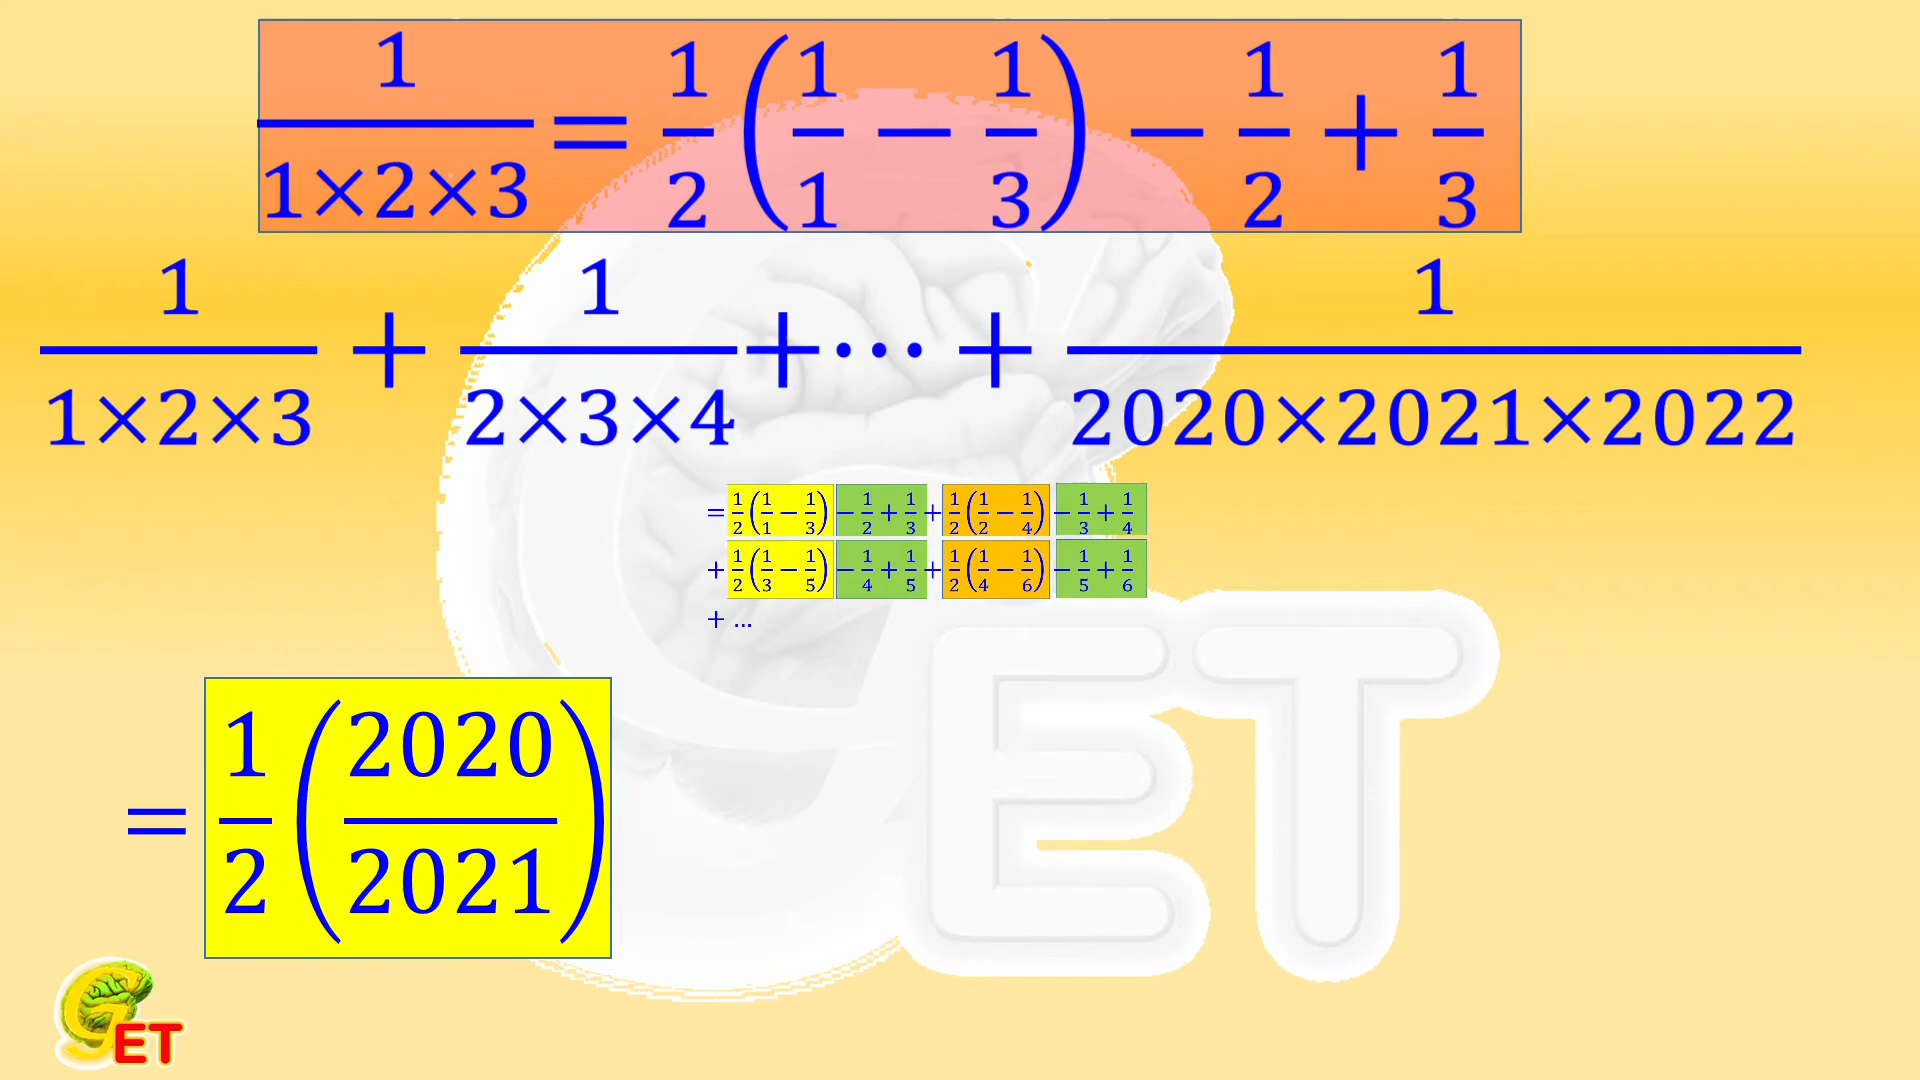 1/(1×2×3) = 1/2 (1/1 − 1/3) − 1/2 + 1/3
1/(1×2×3) + 1/(2×3×4) +⋯ + 1/(2020×2021×2022)
= 1/2 (1/1 − 1/3) − 1/2 + 1/3 + 1/2 (1/2 − 1/4) − 1/3 + 1/4
+ 1/2 (1/3 − 1/5) − 1/4 + 1/5 + 1/2 (1/4 − 1/6) − 1/5 + 1/6
+ ...
= 1/2 (2020/2021)
GET
GET